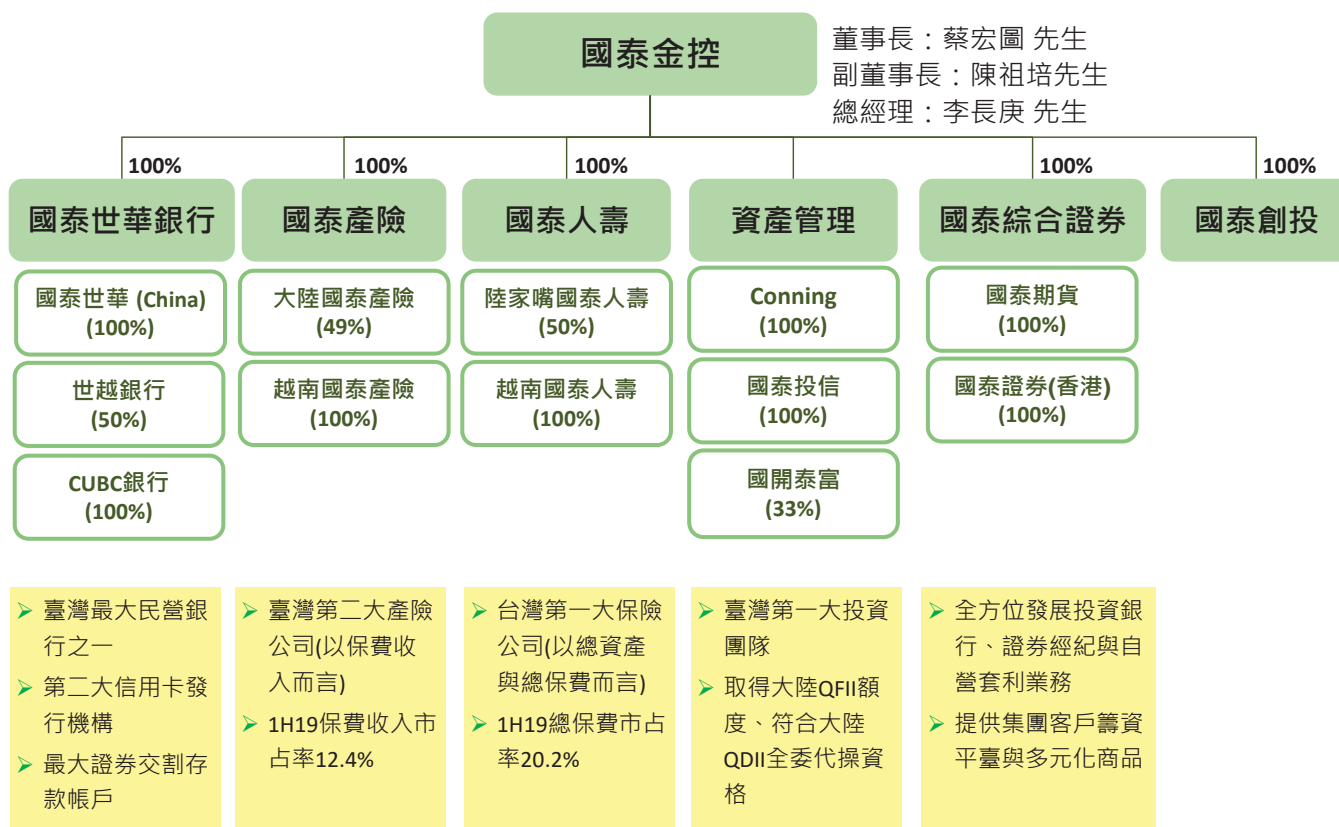 國泰金控
董事長：蔡宏圖 先生
副董事長：陳祖培先生
總經理：李長庚 先生
100%
100%
100%
100%
100%
國泰世華銀行
國泰產險
國泰人壽
資產管理
國泰綜合證券
國泰創投
國泰世華 (China)
(100%)
世越銀行
(50%)
CUBC銀行
(100%)
大陸國泰產險
(49%)
越南國泰產險
(100%)
陸家嘴國泰人壽
(50%)
越南國泰人壽
(100%)
Conning
(100%)
國泰投信
(100%)
國開泰富
(33%)
國泰期貨
(100%)
國泰證券(香港)
(100%)
➢ 臺灣最大民營銀
行之一
➢ 第二大信用卡發
行機構
➢ 最大證券交割存
款帳戶
➢ 臺灣第二大產險
公司(以保費收
入而言)
➢ 1H19保費收入市
占率12.4%
➢ 台灣第一大保險
公司(以總資產
與總保費而言)
➢ 1H19總保費市占
率20.2%
➢ 臺灣第一大投資
團隊
➢ 取得大陸QFII額
度、符合大陸
QDII全委代操資
格
➢ 全方位發展投資銀
行、證券經紀與自
營套利業務
➢ 提供集團客戶籌資
平臺與多元化商品